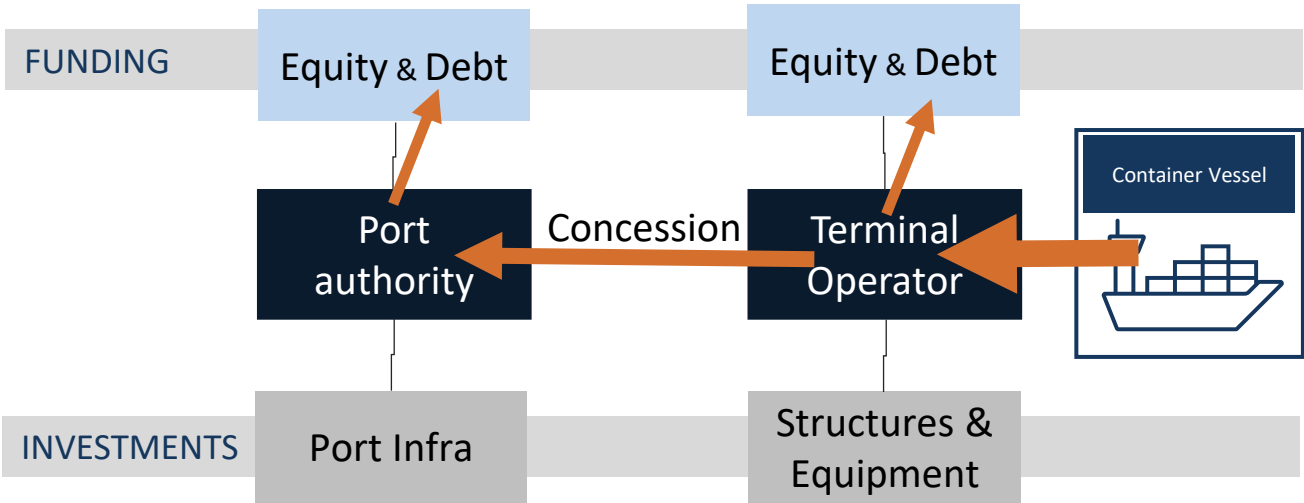 FUNDING
Equity & Debt
Equity & Debt
Container Vessel
Port
authority
Concession
Terminal
Operator
INVESTMENTS
Port Infra
Structures &
Equipment